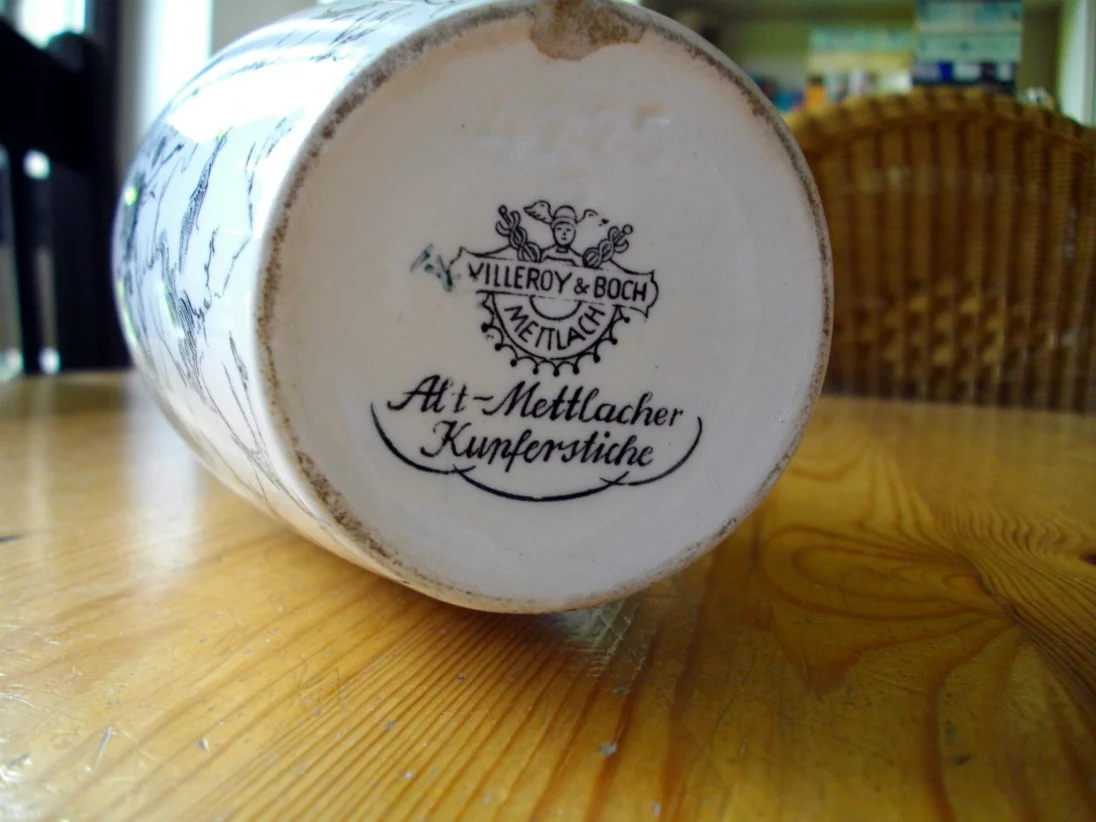 VILLEROY & BOCH
METTLACH
Alt-Mettlacher
Kupferstiche